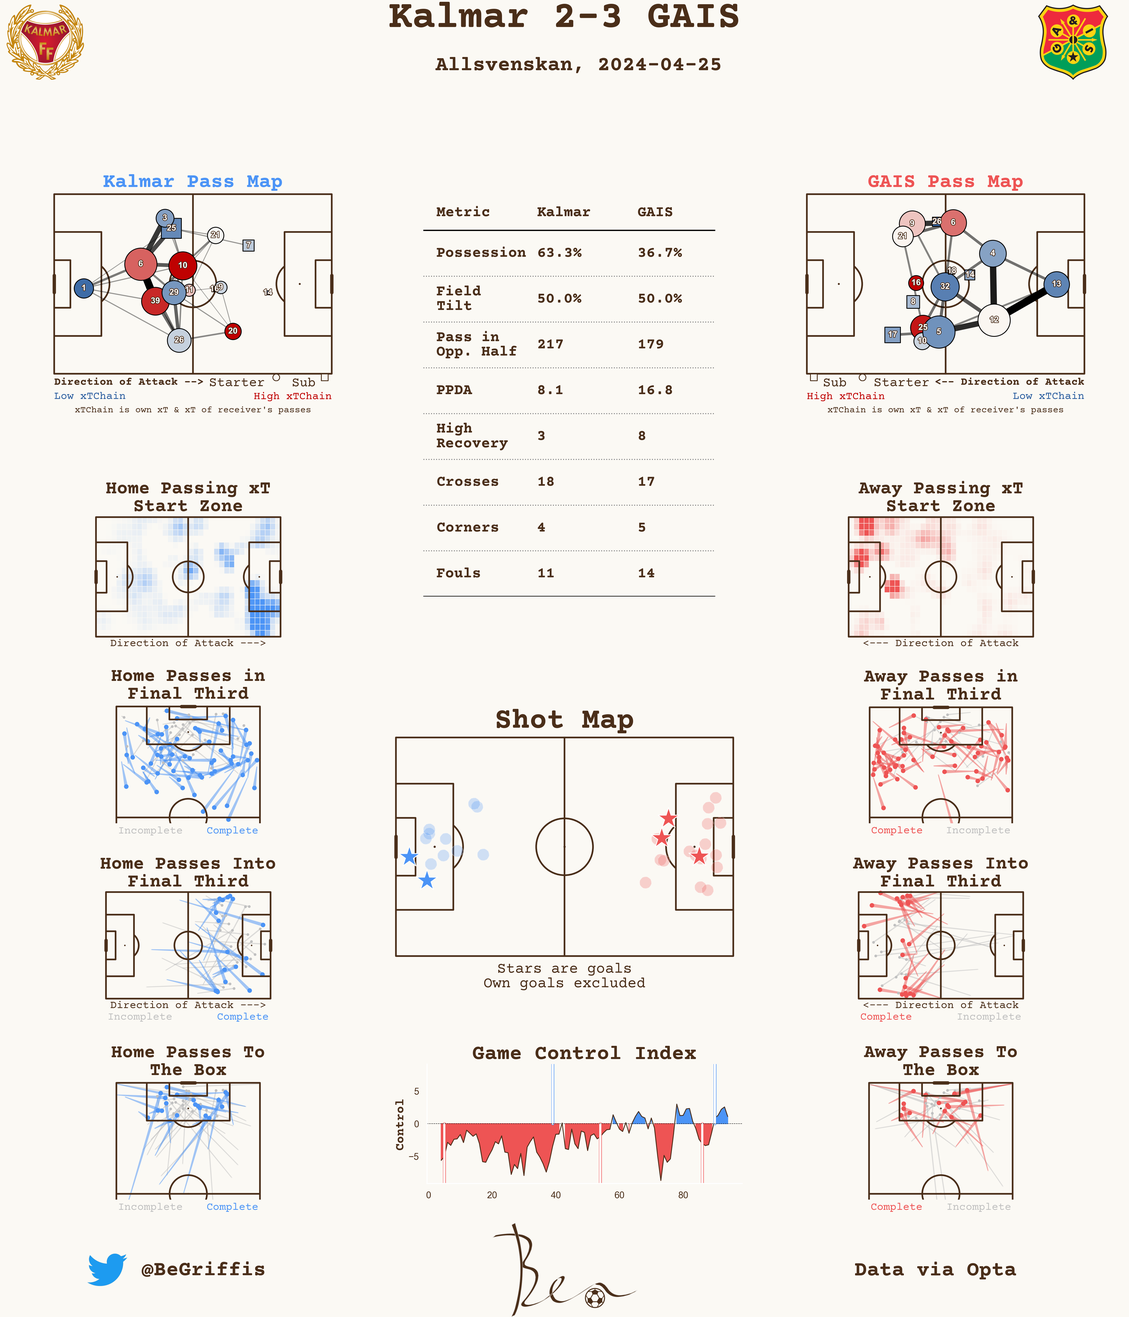 Kalmar 2-3 GAIS
Allsvenskan, 2024-04-25
KALMAR
FF
GA & IS
Kalmar Pass Map
3
25
21
7
6
10
1
29
11
9
14
39
20
26
Direction of Attack --> Starter Sub
Low xTChain High xTChain
xTChain is own xT & xT of receiver's passes
Metric Kalmar GAIS
Possession 63.3% 36.7%
Field
Tilt 50.0% 50.0%
Pass in
Opp. Half 217 179
PPDA 8.1 16.8
High
Recovery 3 8
Crosses 18 17
Corners 4 5
Fouls 11 14
GAIS Pass Map
9
26
6
21
4
18
14
16
32
13
8
12
25
5
17
10
Sub Starter <-- Direction of Attack
High xTChain Low xTChain
xTChain is own xT & xT of receiver's passes
Home Passing xT
Start Zone
Direction of Attack --->
Away Passing xT
Start Zone
<--- Direction of Attack
Home Passes in
Final Third
Incomplete Complete
Away Passes in
Final Third
Complete Incomplete
Shot Map
Stars are goals
Own goals excluded
Home Passes Into
Final Third
Direction of Attack --->
Incomplete Complete
Away Passes Into
Final Third
<--- Direction of Attack
Complete Incomplete
Home Passes To
The Box
Incomplete Complete
Game Control Index
Control
5
0
-5
0 20 40 60 80
Away Passes To
The Box
Complete Incomplete
@BeGriffis
Ben
Data via Opta